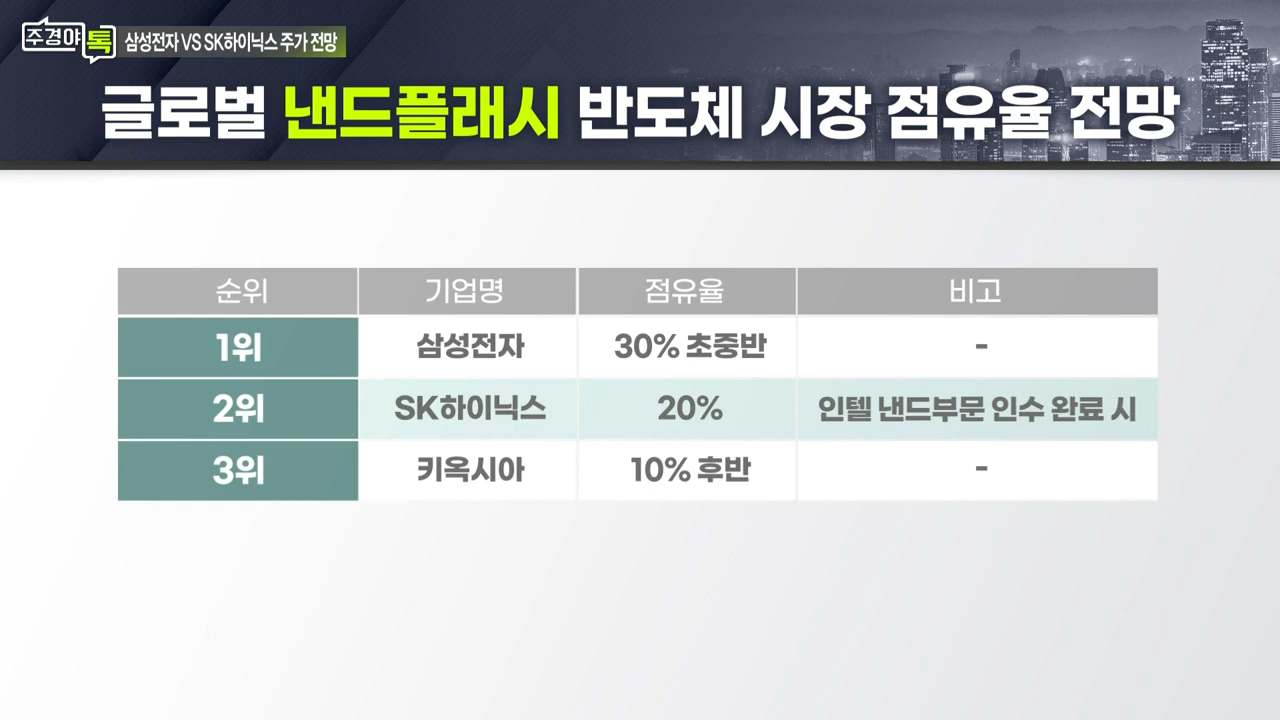 주경야톡 삼성전자 VS SK하이닉스 주가 전망
글로벌 낸드플래시 반도체 시장 점유율 전망
순위 기업명 점유율 비고
1위 삼성전자 30% 초중반 -
2위 SK하이닉스 20% 인텔 낸드부문 인수 완료 시
3위 키옥시아 10% 후반 -